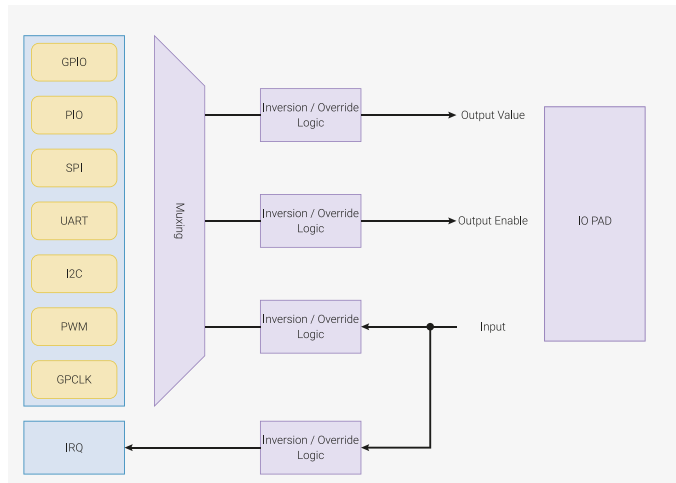 GPIO
PIO
SPI
UART
I2C
PWM
GPCLK
IRQ
Muxing
Inversion / Override
Logic
Output Value
Inversion / Override
Logic
Output Enable
Inversion / Override
Logic
Input
Inversion / Override
Logic
IO PAD